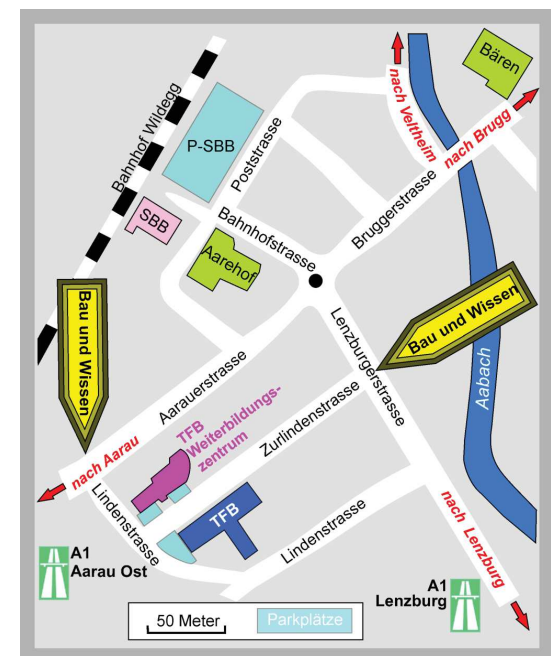 Bären
nach Veltheim
nach Brugg
Bahnhof Wildegg
P-SBB
Poststrasse
SBB
Bahnhofstrasse
Bruggerstrasse
Aarehof
Bau und Wissen
Bau und Wissen
Lenzburgerstrasse
Aabach
Aarauerstrasse
TFB
Weiterbildungs-
zentrum
Zurlindenstrasse
nach Aarau
Lindenstrasse
TFB
Lindenstrasse
nach Lenzburg
A1
Aarau Ost
A1
Lenzburg
50 Meter
Parkplätze